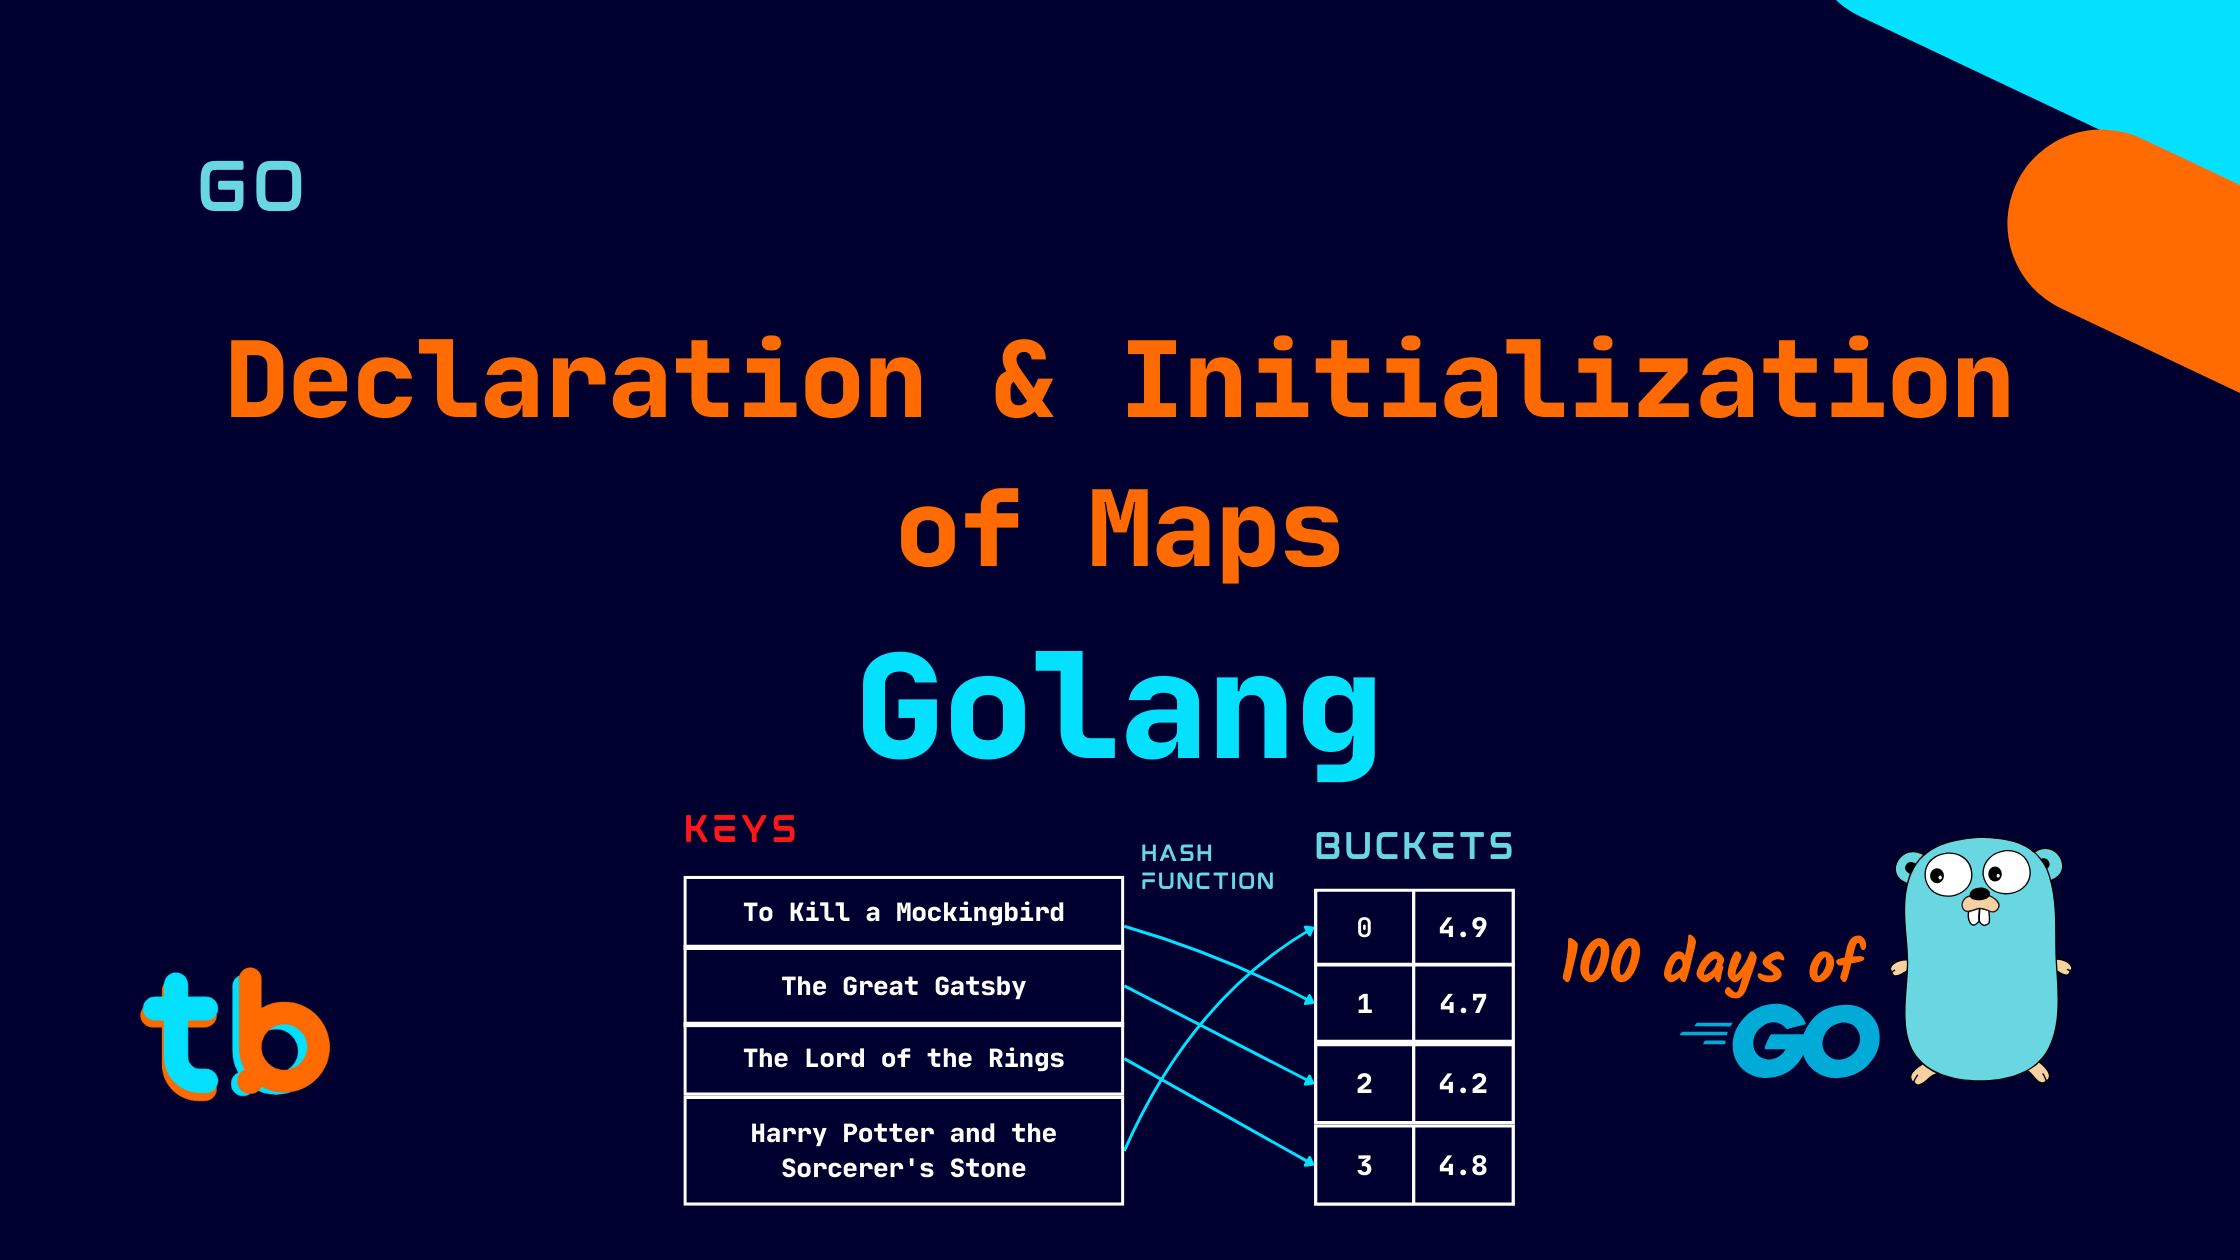 GO
Declaration & Initialization
of Maps
Golang
KEYS
HASH
FUNCTION
BUCKETS
To Kill a Mockingbird
The Great Gatsby
The Lord of the Rings
Harry Potter and the
Sorcerer's Stone
0 4.9
1 4.7
2 4.2
3 4.8
100 days of
GO
tb